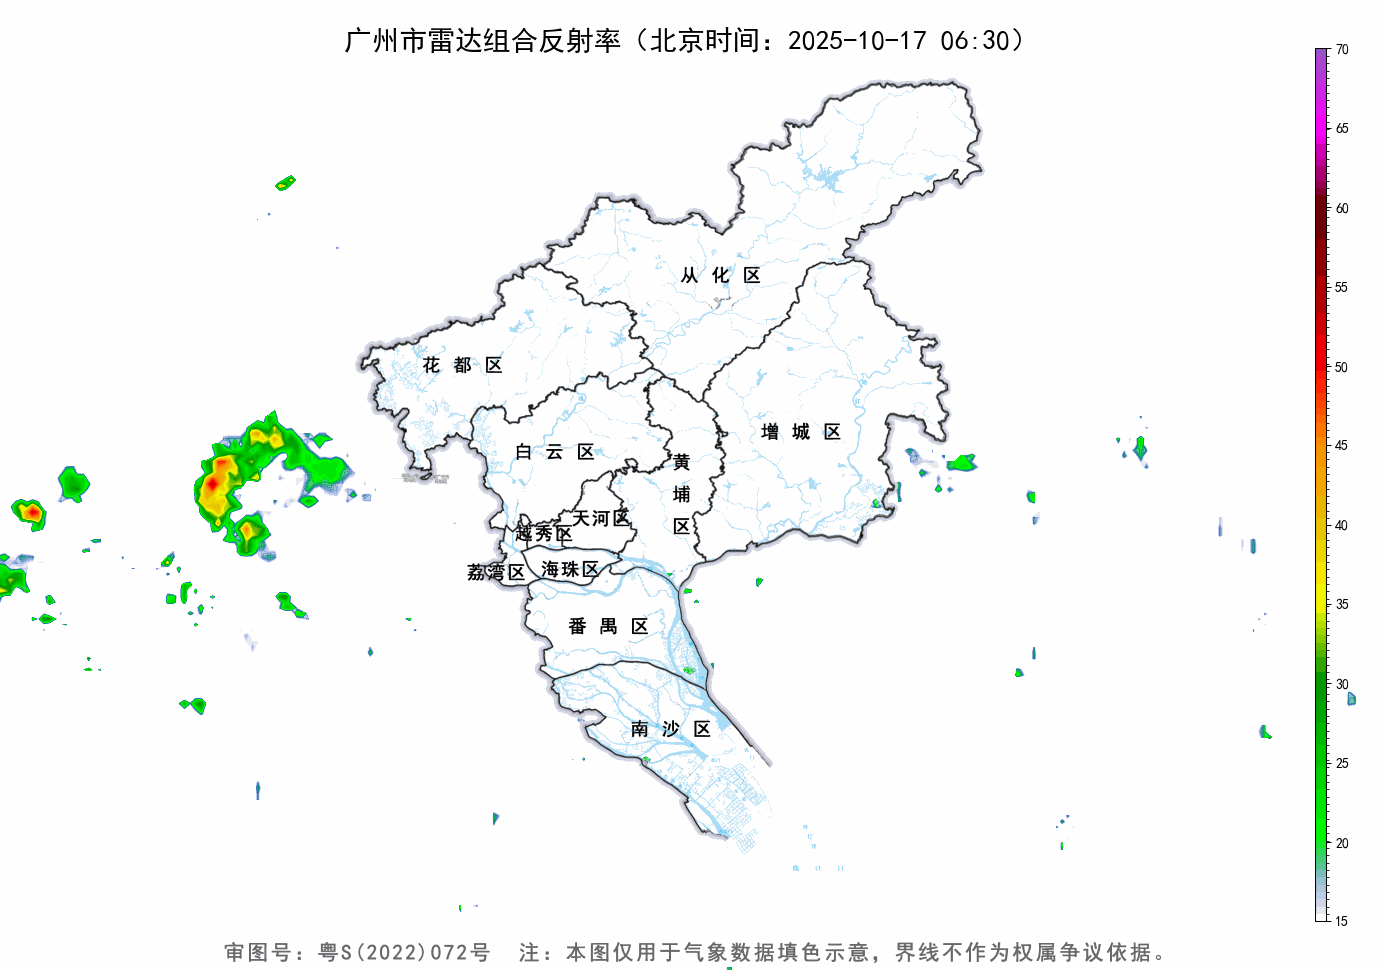 广州市雷达组合反射率（北京时间：2025-10-17 06:30）
70
65
60
55
50
45
40
35
30
25
20
15
从化区
花都区
增城区
白云区
黄埔区
天河区
越秀区
荔湾区
海珠区
番禺区
南沙区
审图号：粤S(2022)072号 注：本图仅用于气象数据填色示意，界线不作为权属争议依据。